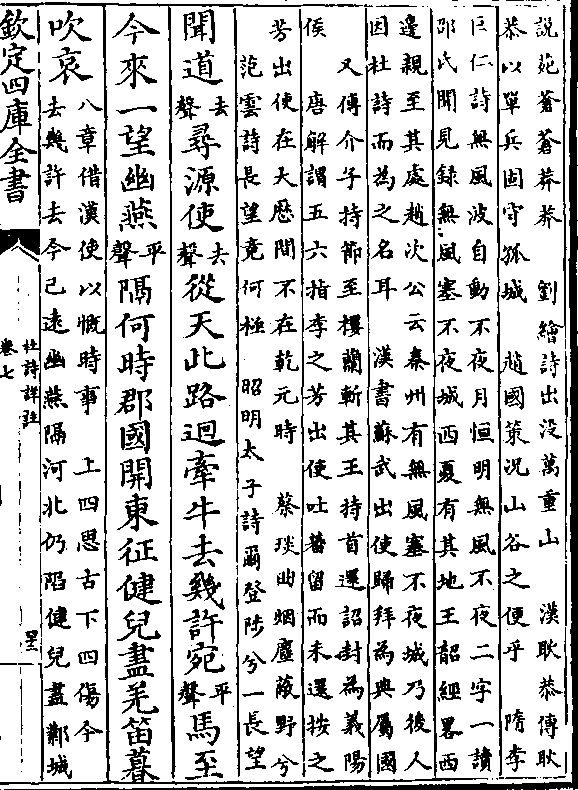 說苑蒼蒼莽莽　劉繪詩出沒萬重山　漢耿恭傳耿
恭以單兵固守孤城　趙國策况山谷之便乎　隋李
巨仁詩無風波自動不夜月恒明無風不夜二字一讀
邵氏聞見録無風塞不夜城西夏有其地王韶經畧西
邊親至其處趙次公云秦州有無風塞不夜城乃後人
因杜詩而為之名耳　漢書蘇武出使歸拜為典屬國
又傳介子持節至樓蘭斬其王持首還詔封為義陽
侯　唐解謂五六指李之芳出使吐蕃留而未還按之
芳出使在大厯間不在乾元時　蔡琰曲烟塵蔽野兮
范雲詩長望竟何極　昭明太子詩爾登陟兮一長望
聞道去聲尋源使去聲從天此路迴牽牛去幾許宛平聲馬至
今來一望幽燕平聲隔何時郡國開東征健兒盡羌笛暮
吹哀
八章借漢使以慨時事　上四思古下四傷今
去幾許去今已遠幽燕隔河北仍陷健兒盡鄴城
欽定四庫全書
杜詩詳註
卷七